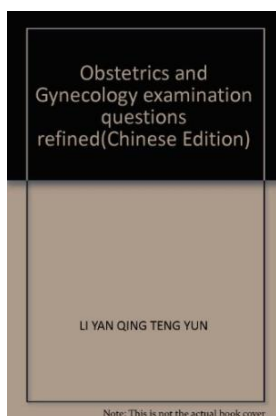 Obstetrics and
Gynecology examination
questions
refined(Chinese Edition)
LI YAN QING TENG YUN
Note: This is not the actual book cover